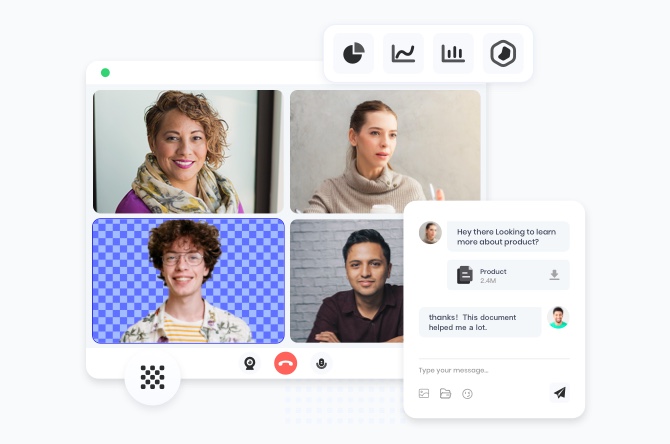 Hey there Looking to learn
more about product?
Product
2.4M
thanks! This document
helped me a lot.
Type your message...